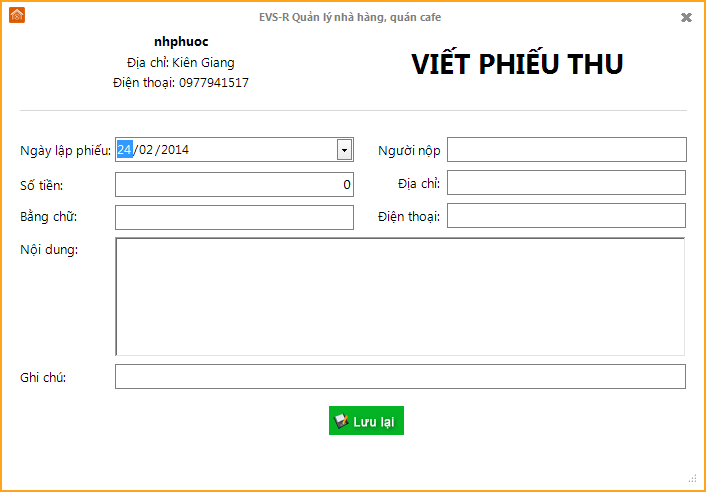 EVS-R Quản lý nhà hàng, quán cafe
nhphuoc
Địa chỉ: Kiên Giang
Điện thoại: 0977941517
VIẾT PHIẾU THU
Ngày lập phiếu: 24/02/2014
Người nộp
Số tiền: 0
Địa chỉ:
Bằng chữ:
Điện thoại:
Nội dung:
Ghi chú:
Lưu lại